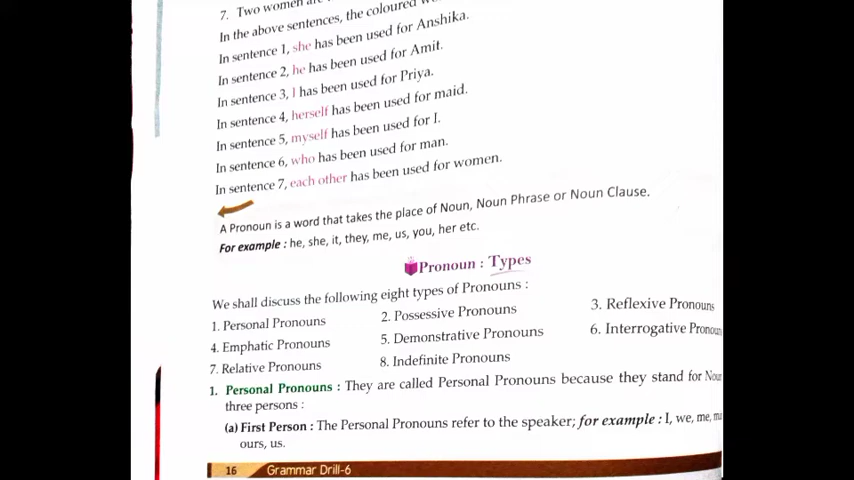 7. Two women are
In the above sentences, the coloured
In sentence 1, she has been used for Anshika.
In sentence 2, he has been used for Amit.
In sentence 3, I has been used for Priya.
In sentence 4, herself has been used for maid.
In sentence 5, myself has been used for I.
In sentence 6, who has been used for man.
In sentence 7, each other has been used for women.
A Pronoun is a word that takes the place of Noun, Noun Phrase or Noun Clause.
For example : he, she, it, they, me, us, you, her etc.
Pronoun : Types
We shall discuss the following eight types of Pronouns :
1. Personal Pronouns 2. Possessive Pronouns 3. Reflexive Pronouns
4. Emphatic Pronouns 5. Demonstrative Pronouns 6. Interrogative
7. Relative Pronouns 8. Indefinite Pronouns
1. Personal Pronouns : They are called Personal Pronouns because they stand for
three persons :
(a) First Person : The Personal Pronouns refer to the speaker; for example : I, we, me,
ours, us.
16 Grammar Drill-6